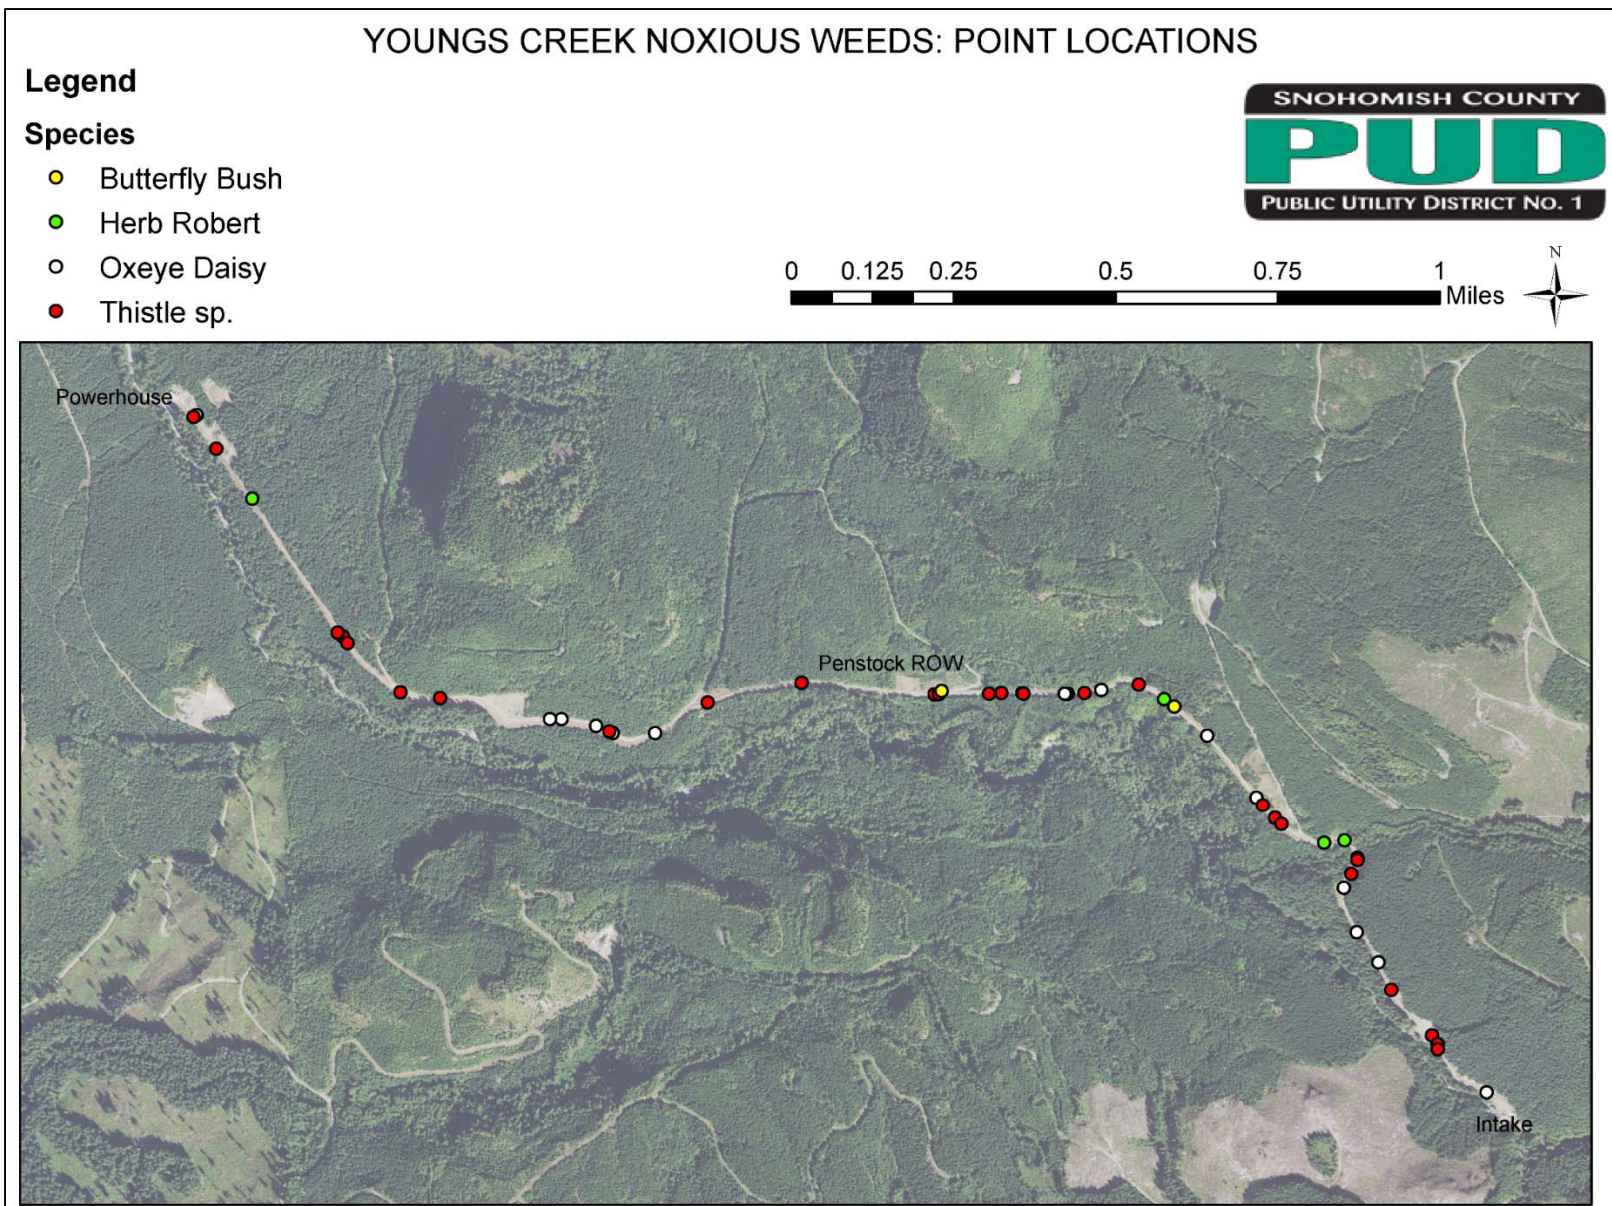 YOUNGS CREEK NOXIOUS WEEDS: POINT LOCATIONS
Legend
Species
Butterfly Bush
Herb Robert
Oxeye Daisy
Thistle sp.
SNOHOMISH COUNTY
PUD
PUBLIC UTILITY DISTRICT NO. 1
N
0 0.125 0.25 0.5 0.75 1
Miles
Powerhouse
Penstock ROW
Intake